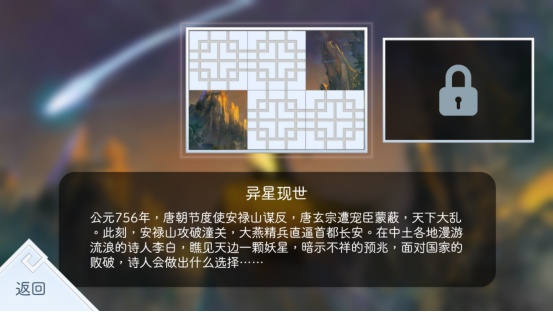 异星现世
公元756年，唐朝节度使安禄山谋反，唐玄宗遭宠臣蒙蔽，天下大乱
。此刻，安禄山攻破潼关，大燕精兵直逼首都长安。在中土各地漫游
流浪的诗人李白，瞧见天边一颗妖星，暗示不祥的预兆，面对国家的
败破，诗人会做出什么选择……
返回